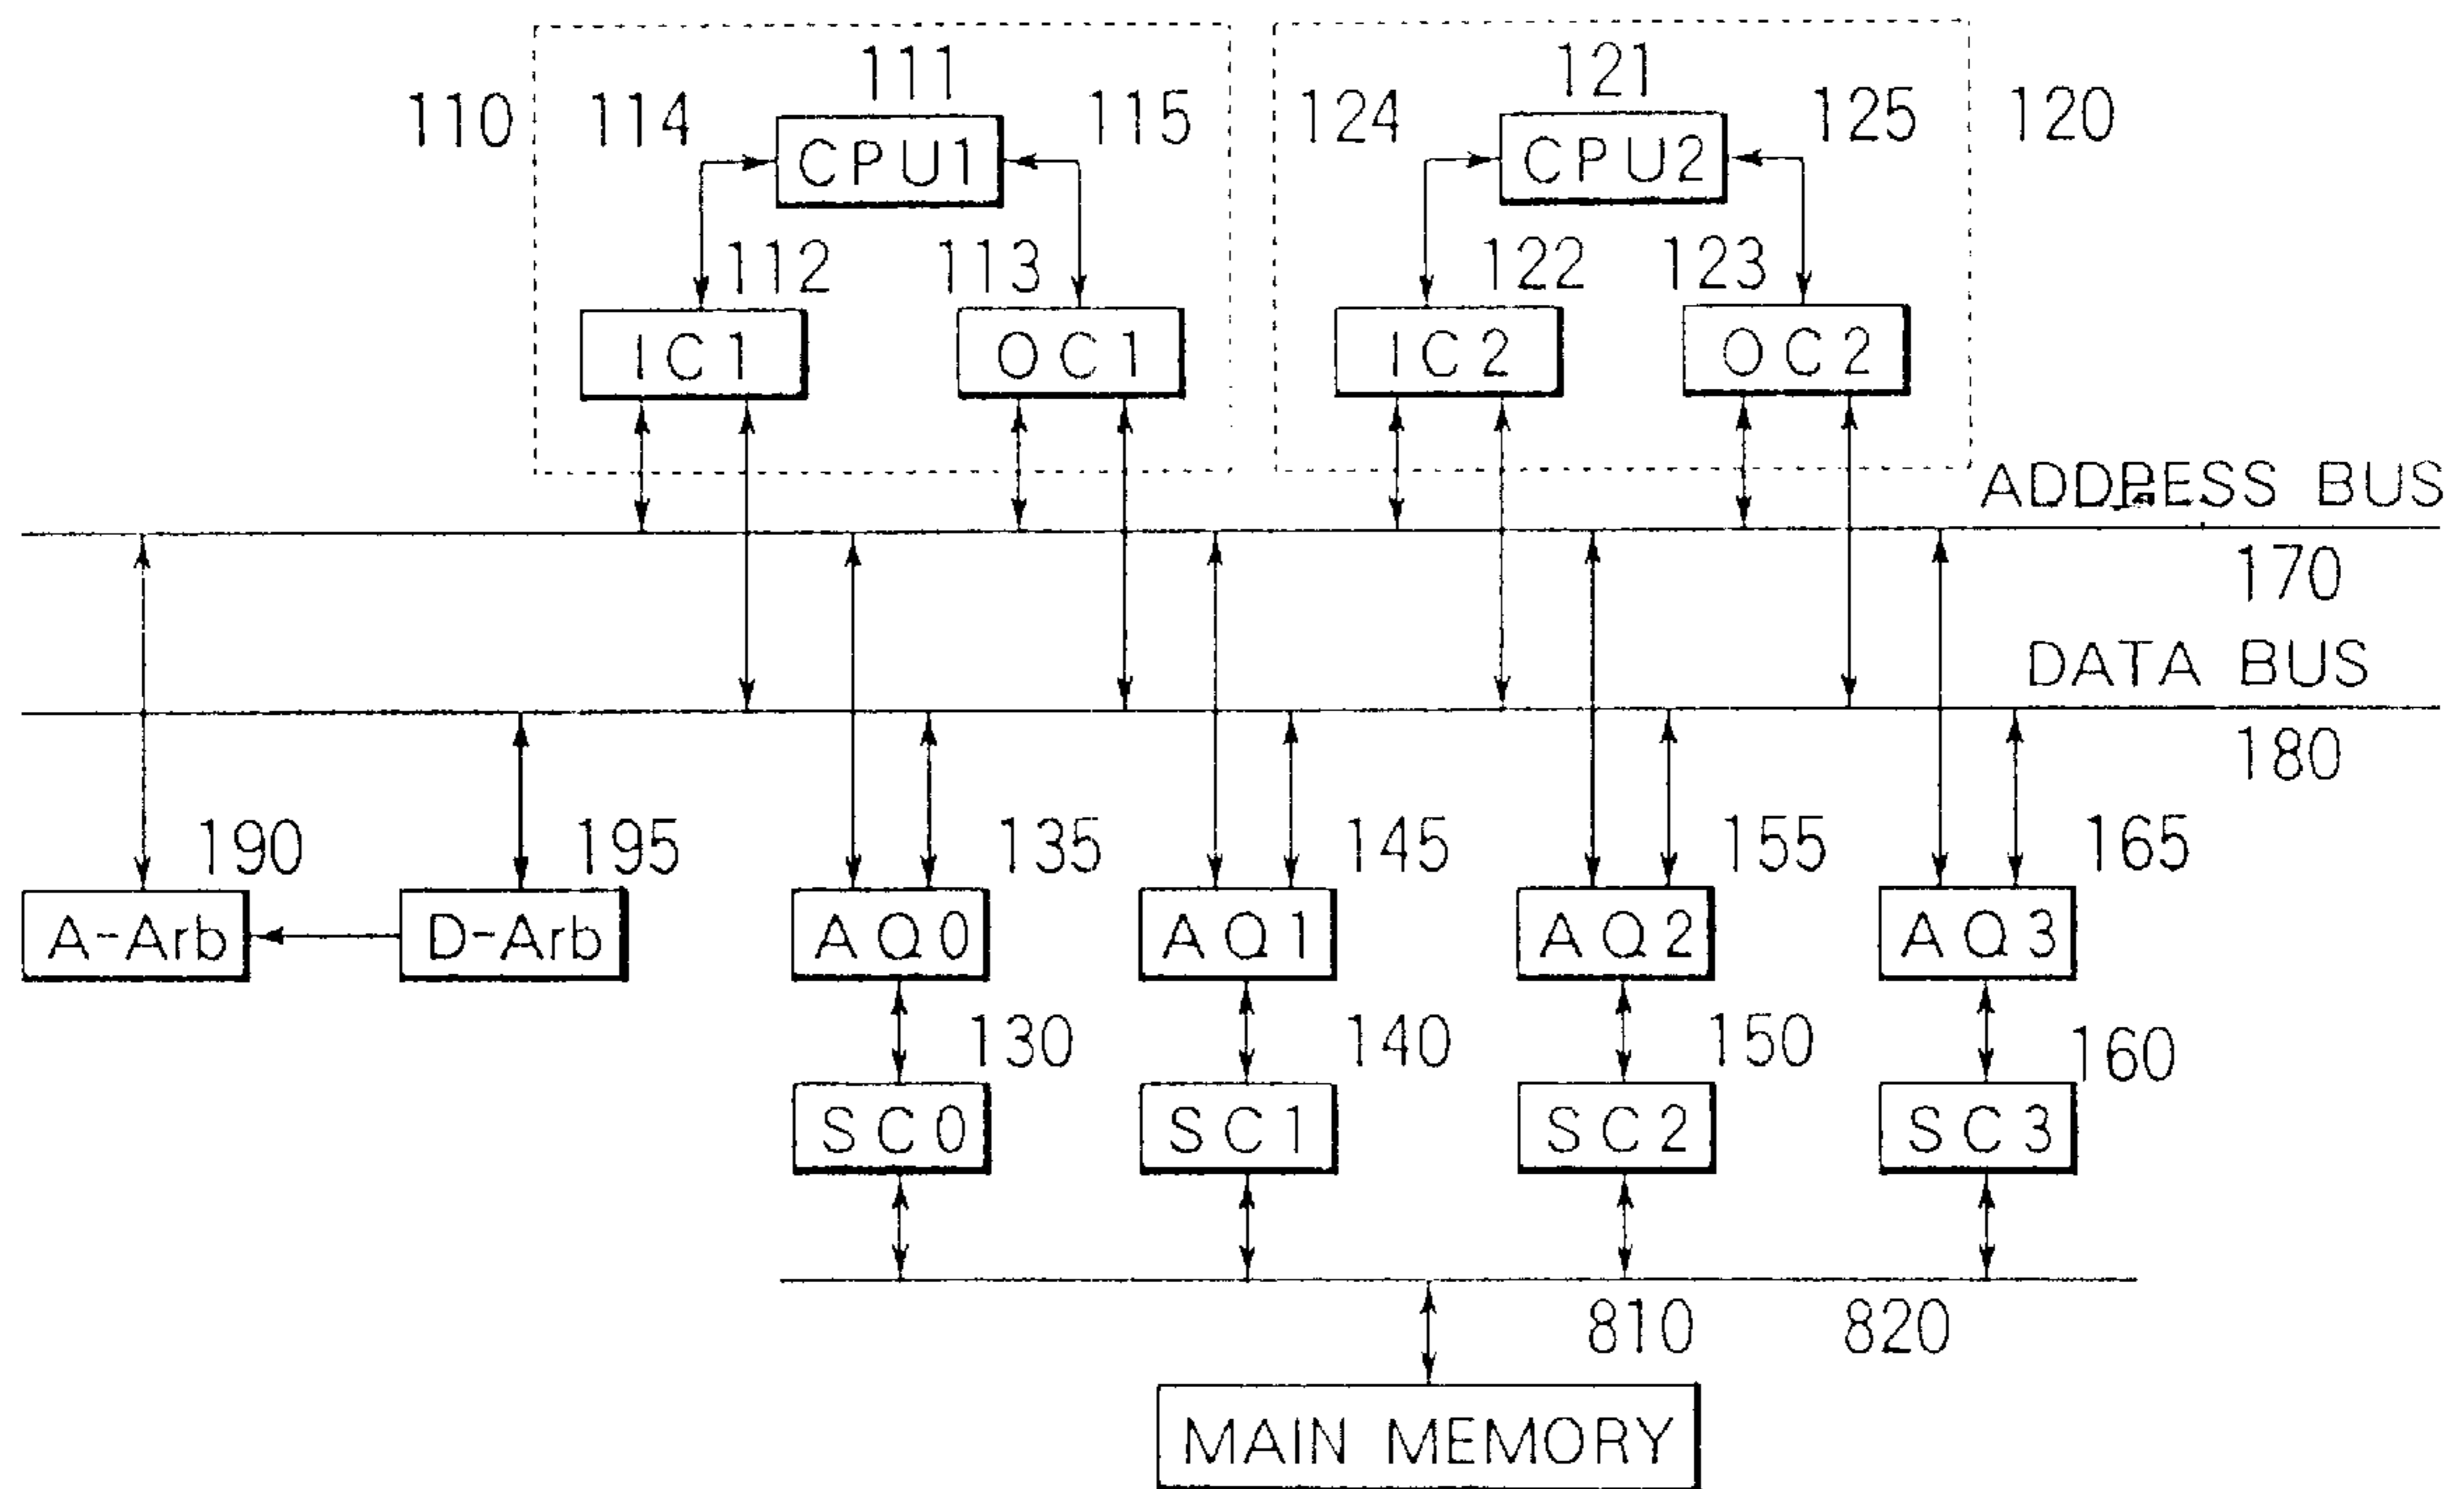 111 121
110 114 115 124 125 120
CPU1 CPU2
112 113 122 123
IC1 OC1 IC2 OC2
ADDRESS BUS
170
DATA BUS
180
190 195 135 145 155 165
A-Arb D-Arb AQ0 AQ1 AQ2 AQ3
130 140 150 160
SC0 SC1 SC2 SC3
810 820
MAIN MEMORY